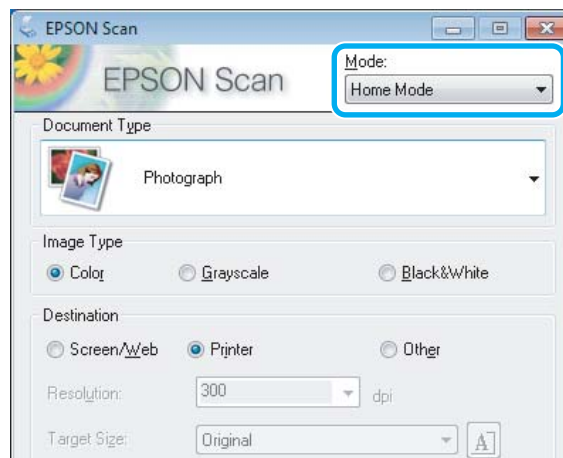 EPSON Scan
Mode:
EPSON Scan
Home Mode
Document Type
Photograph
Image Type
Color
Grayscale
Black&White
Destination
Screen/Web
Printer
Other
Resolution:
300
dpi
Target Size:
Original
A